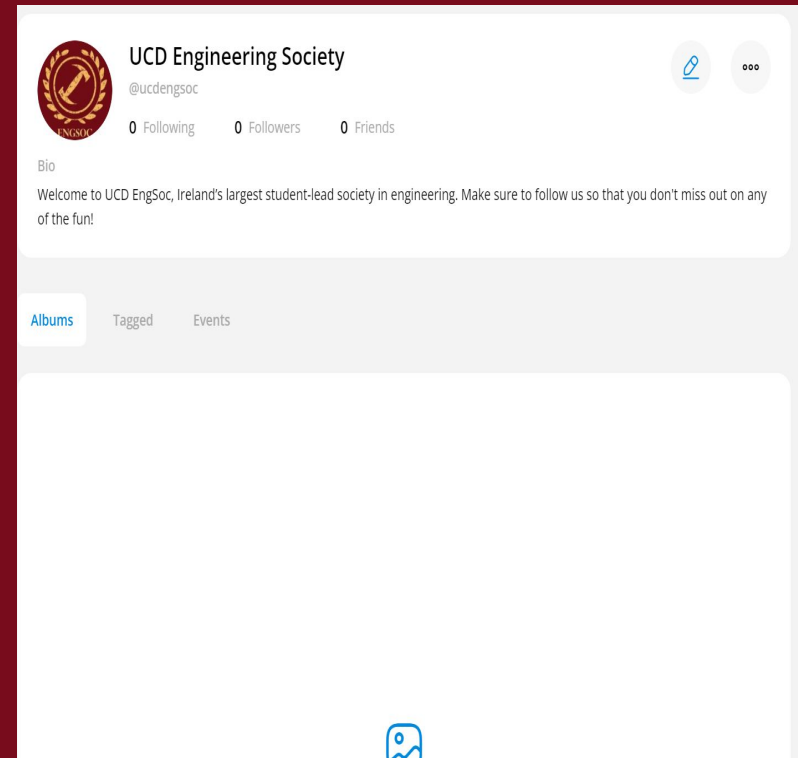 UCD Engineering Society
@ucdengsoc
0 Following 0 Followers 0 Friends
ENGSOC
Bio
Welcome to UCD EngSoc, Ireland's largest student-lead society in engineering. Make sure to follow us so that you don't miss out on any
of the fun!
Albums Tagged Events